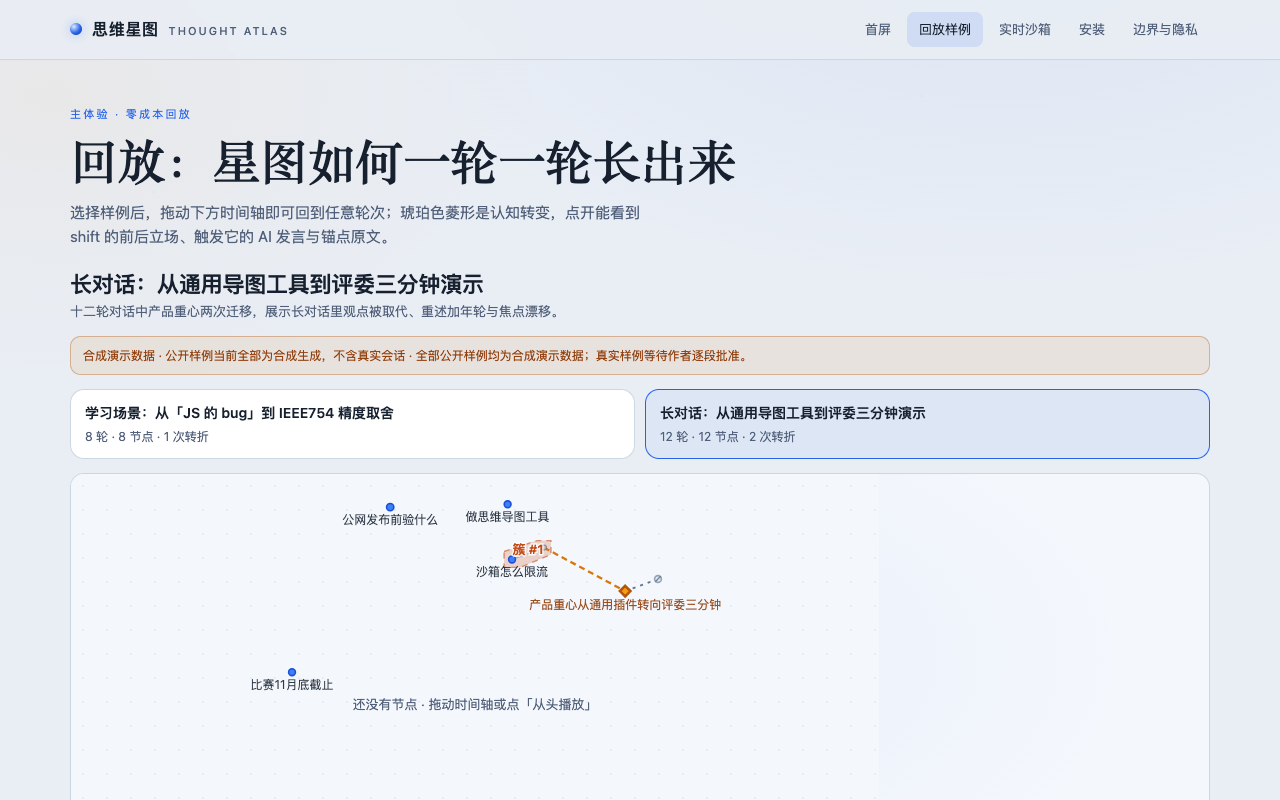 思维星图 THOUGHT ATLAS
首屏 回放样例 实时沙箱 安装 边界与隐私
主体验 · 零成本回放
回放：星图如何一轮一轮长出来
选择样例后，拖动下方时间轴即可回到任意轮次；琥珀色菱形是认知转变，点开能看到
shift 的前后立场、触发它的 AI 发言与锚点原文。
长对话：从通用导图工具到评委三分钟演示
十二轮对话中产品重心两次迁移，展示长对话里观点被取代、重述加年轮与焦点漂移。
合成演示数据 · 公开样例当前全部为合成生成，不含真实会话 · 全部公开样例均为合成演示数据；真实样例等待作者逐段批准。
学习场景：从「JS 的 bug」到 IEEE754 精度取舍
8 轮 · 8 节点 · 1 次转折
长对话：从通用导图工具到评委三分钟演示
12 轮 · 12 节点 · 2 次转折
公网发布前验什么
做思维导图工具
簇 #1
沙箱怎么限流
产品重心从通用插件转向评委三分钟
比赛11月底截止
还没有节点 · 拖动时间轴或点「从头播放」